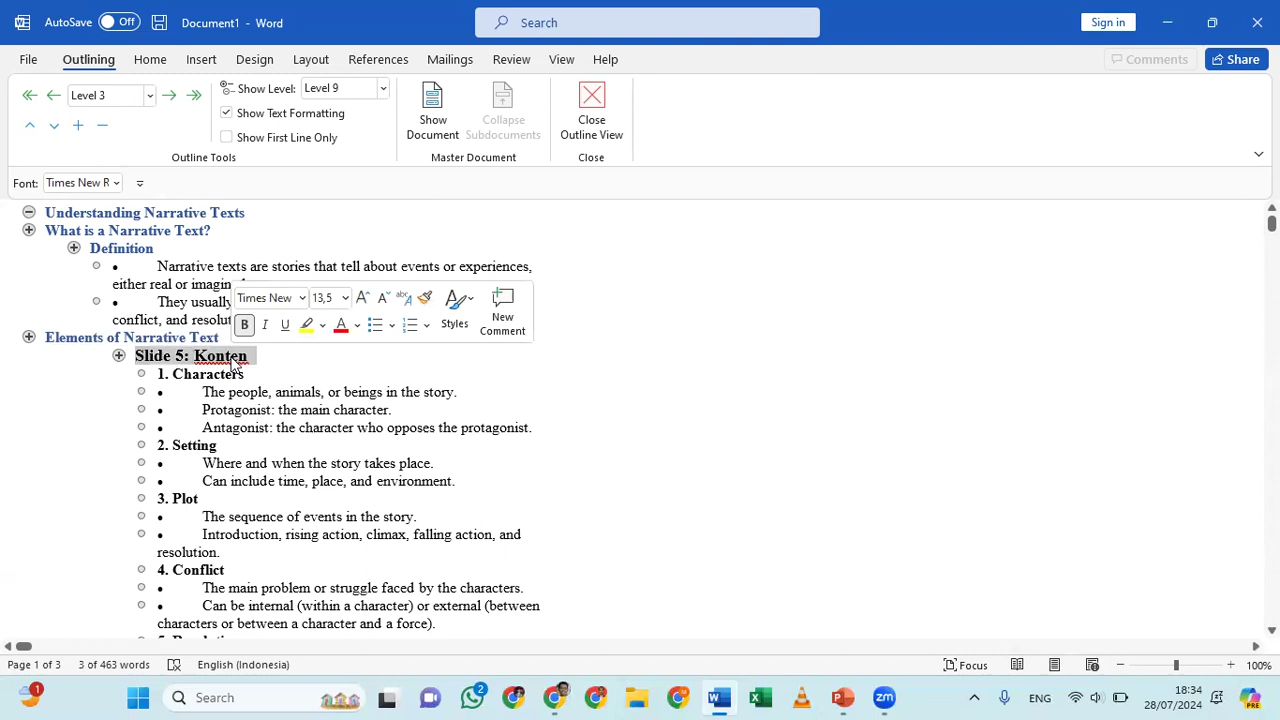 AutoSave Off Document1 - Word Search Sign in
File Outlining Home Insert Design Layout References Mailings Review View Help Comments Share
Level 3 Show Level: Level 9
Show Text Formatting
Show First Line Only
Show Document
Collapse Subdocuments
Close Outline View
Outline Tools Master Document Close
Font: Times New R
Understanding Narrative Texts
What is a Narrative Text?
Definition
• Narrative texts are stories that tell about events or experiences,
either real or imagin
• They usually
conflict, and resolut
Times New 13,5
B I U A Styles New Comment
Elements of Narrative Text
Slide 5: Konten
1. Characters
• The people, animals, or beings in the story.
• Protagonist: the main character.
• Antagonist: the character who opposes the protagonist.
2. Setting
• Where and when the story takes place.
• Can include time, place, and environment.
3. Plot
• The sequence of events in the story.
• Introduction, rising action, climax, falling action, and
resolution.
4. Conflict
• The main problem or struggle faced by the characters.
• Can be internal (within a character) or external (between
characters or between a character and a force).
Page 1 of 3 3 of 463 words English (Indonesia) Focus 100%
1 Search 2 ENG 18:34
28/07/2024